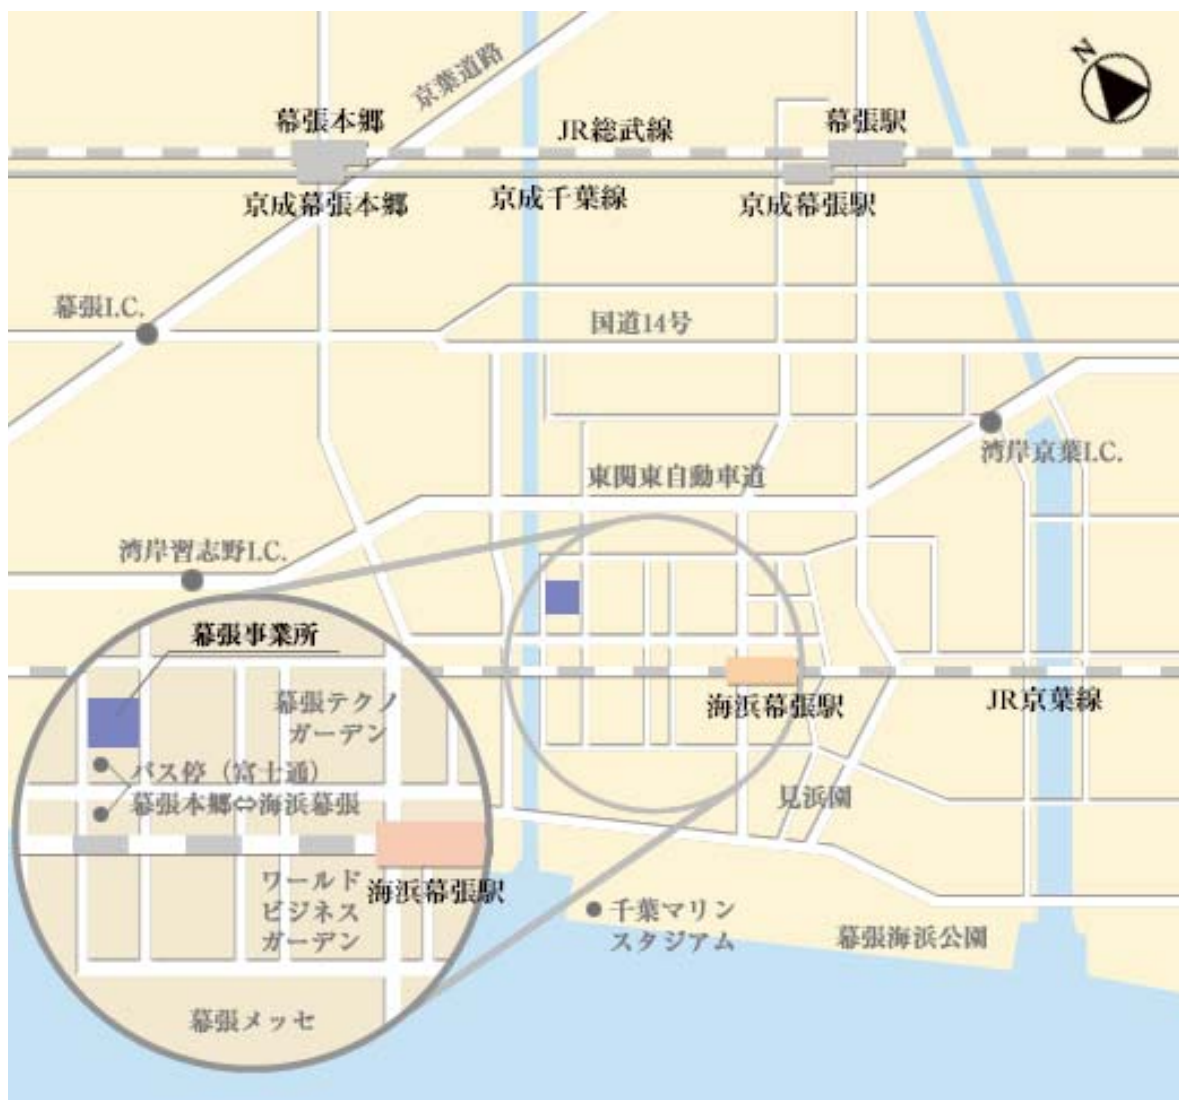 N
京葉道路
幕張本郷
JR総武線
幕張駅
京成幕張本郷
京成千葉線
京成幕張駅
幕張I.C.
国道14号
湾岸京葉I.C.
東関東自動車道
湾岸習志野I.C.
幕張事業所
海浜幕張駅
JR京葉線
幕張テクノ
ガーデン
バス停（富士通）
幕張本郷⇔海浜幕張
見浜園
ワールド
ビジネス
ガーデン
海浜幕張駅
千葉マリン
スタジアム
幕張海浜公園
幕張メッセ